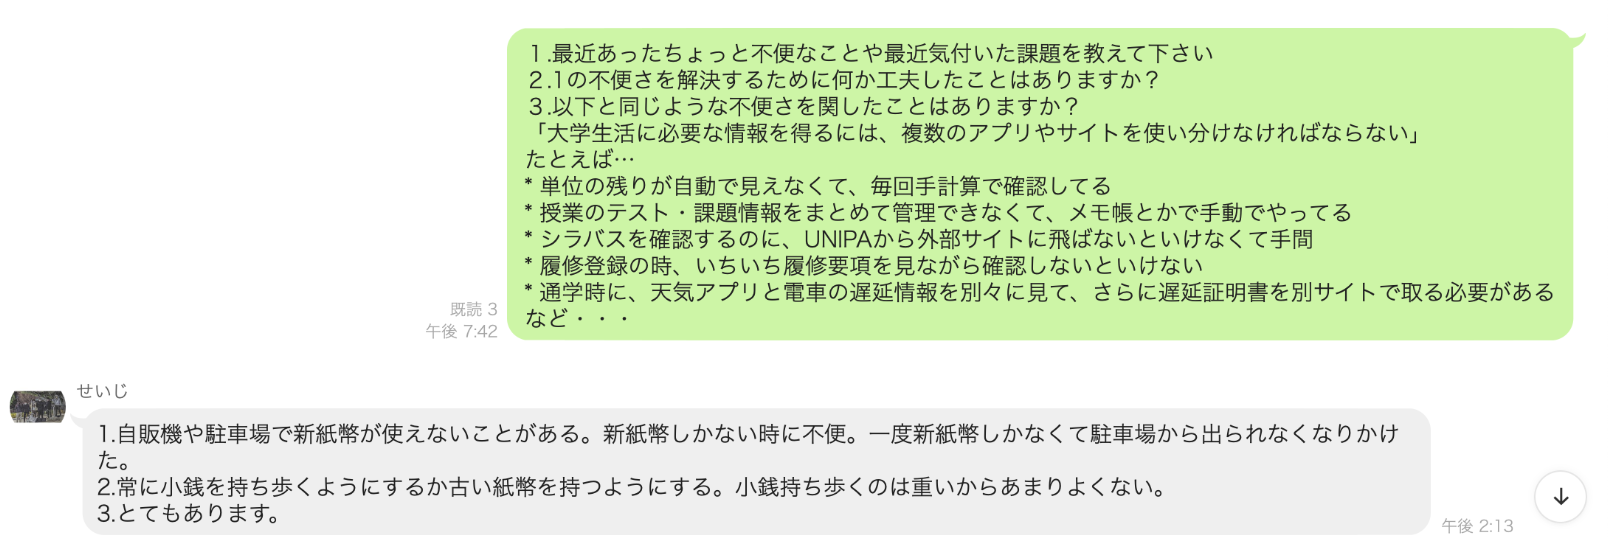 １.最近あったちょっと不便なことや最近気付いた課題を教えて下さい
２.1の不便さを解決するために何か工夫したことはありますか？
３.以下と同じような不便さを関したことはありますか？
「大学生活に必要な情報を得るには、複数のアプリやサイトを使い分けなければならない」
たとえば…
* 単位の残りが自動で見えなくて、毎回手計算で確認してる
* 授業のテスト・課題情報をまとめて管理できなくて、メモ帳とかで手動でやってる
* シラバスを確認するのに、UNIPAから外部サイトに飛ばないといけなくて手間
* 履修登録の時、いちいち履修要項を見ながら確認しないといけない
* 通学時に、天気アプリと電車の遅延情報を別々に見て、さらに遅延証明書を別サイトで取る必要がある
など・・・
既読 3
午後 7:42
せいじ
1.自販機や駐車場で新紙幣が使えないことがある。新紙幣しかない時に不便。一度新紙幣しかなくて駐車場から出られなくなりかけ
た。
2.常に小銭を持ち歩くようにするか古い紙幣を持つようにする。小銭持ち歩くのは重いからあまりよくない。
3.とてもあります。
午後 2:13